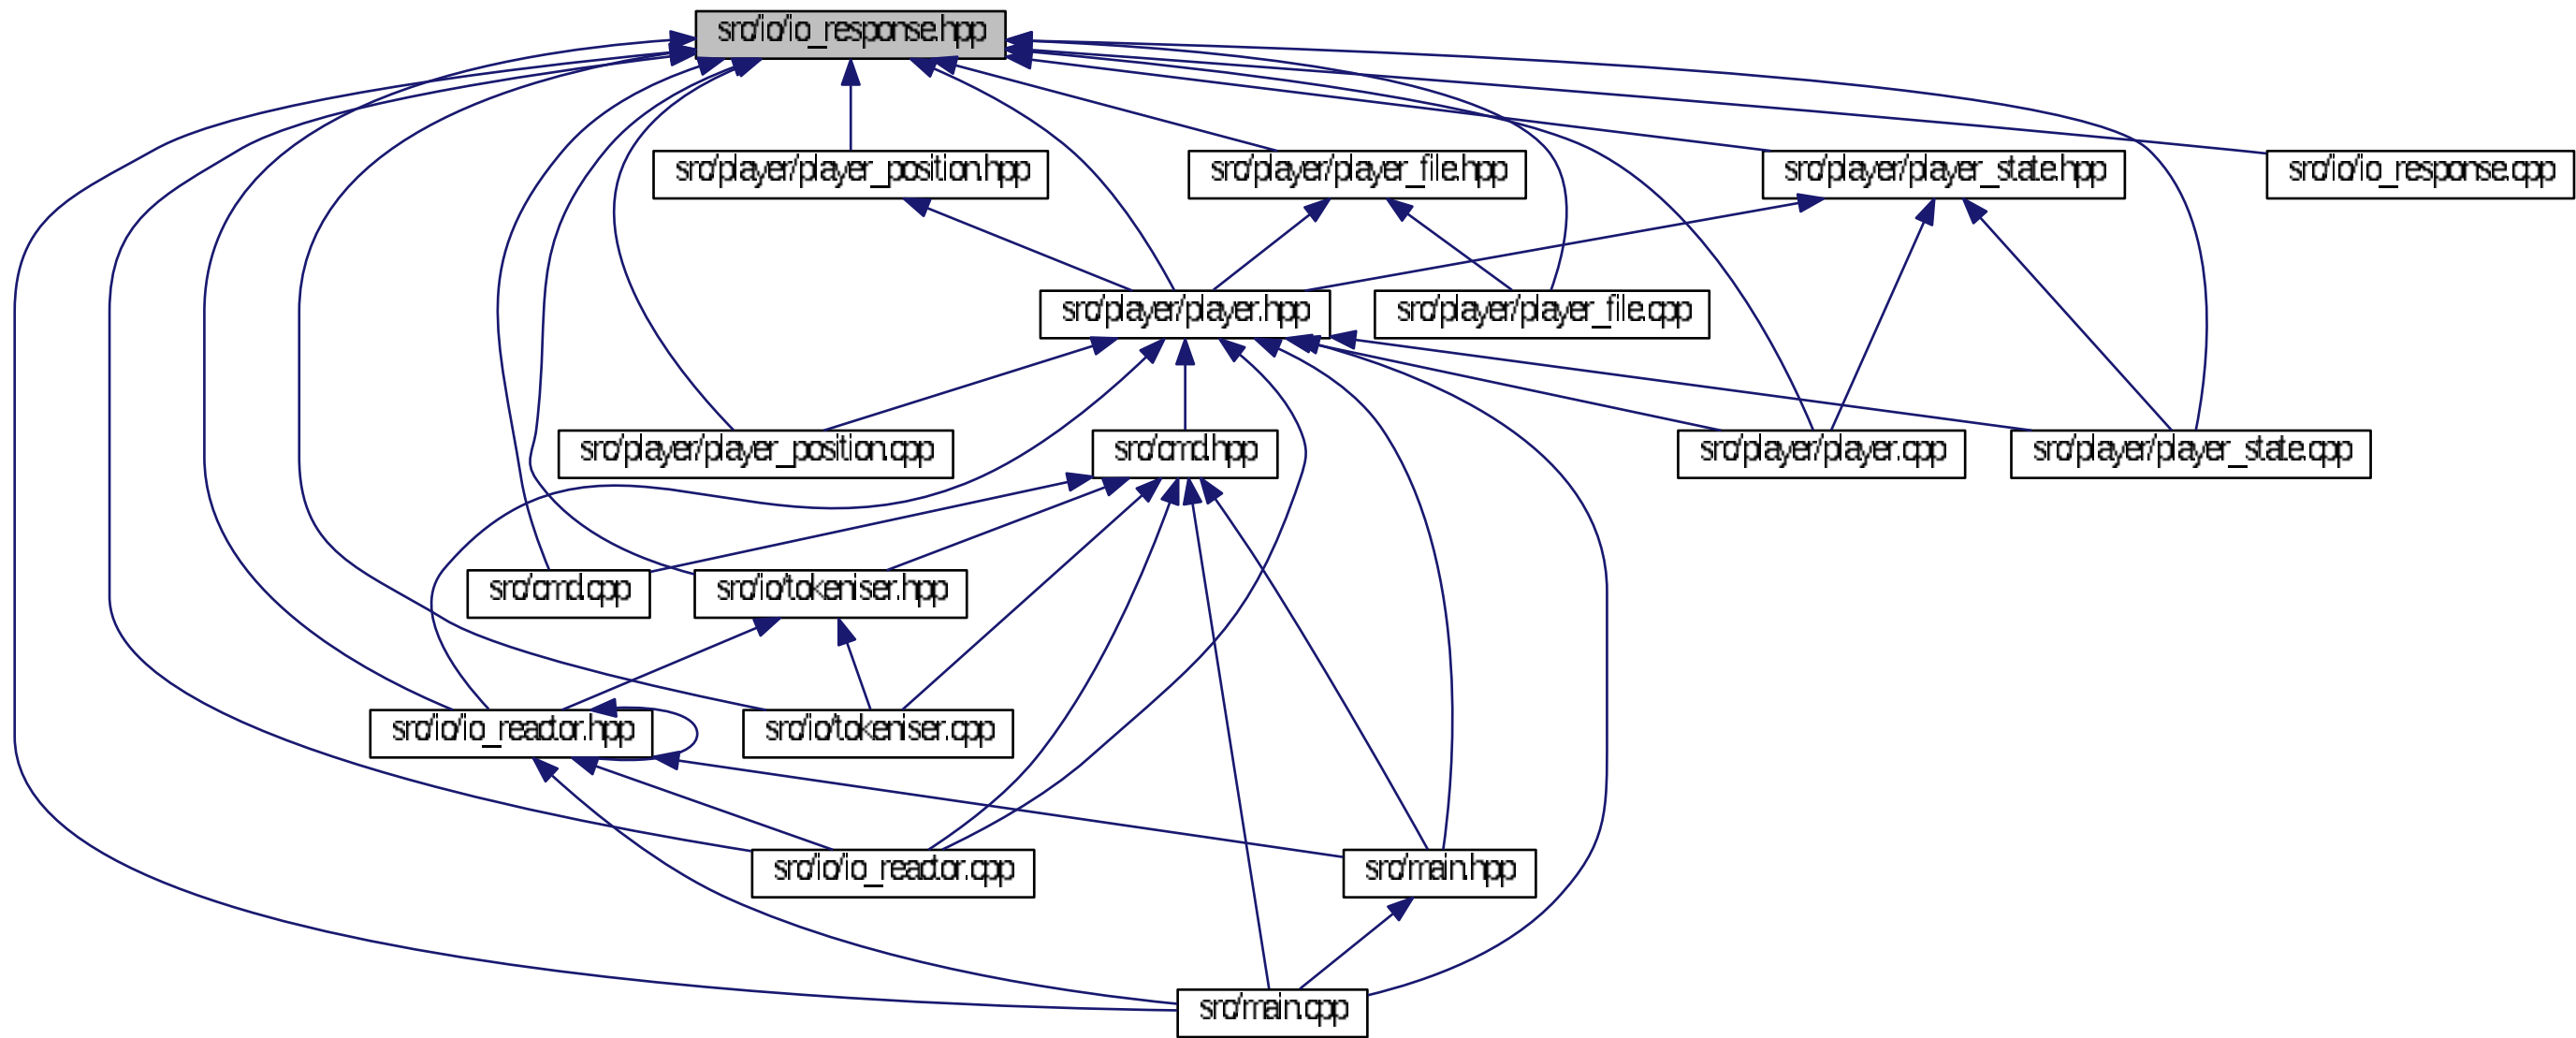 src/io/io_response.hpp
src/player/player_position.hpp
src/player/player_file.hpp
src/player/player_state.hpp
src/io/io_response.cpp
src/player/player.hpp
src/player/player_file.cpp
src/player/player_position.cpp
src/cmd.hpp
src/player/player.cpp
src/player/player_state.cpp
src/cmd.cpp
src/io/tokeniser.hpp
src/io/io_reactor.hpp
src/io/tokeniser.cpp
src/io/io_reactor.cpp
src/main.hpp
src/main.cpp